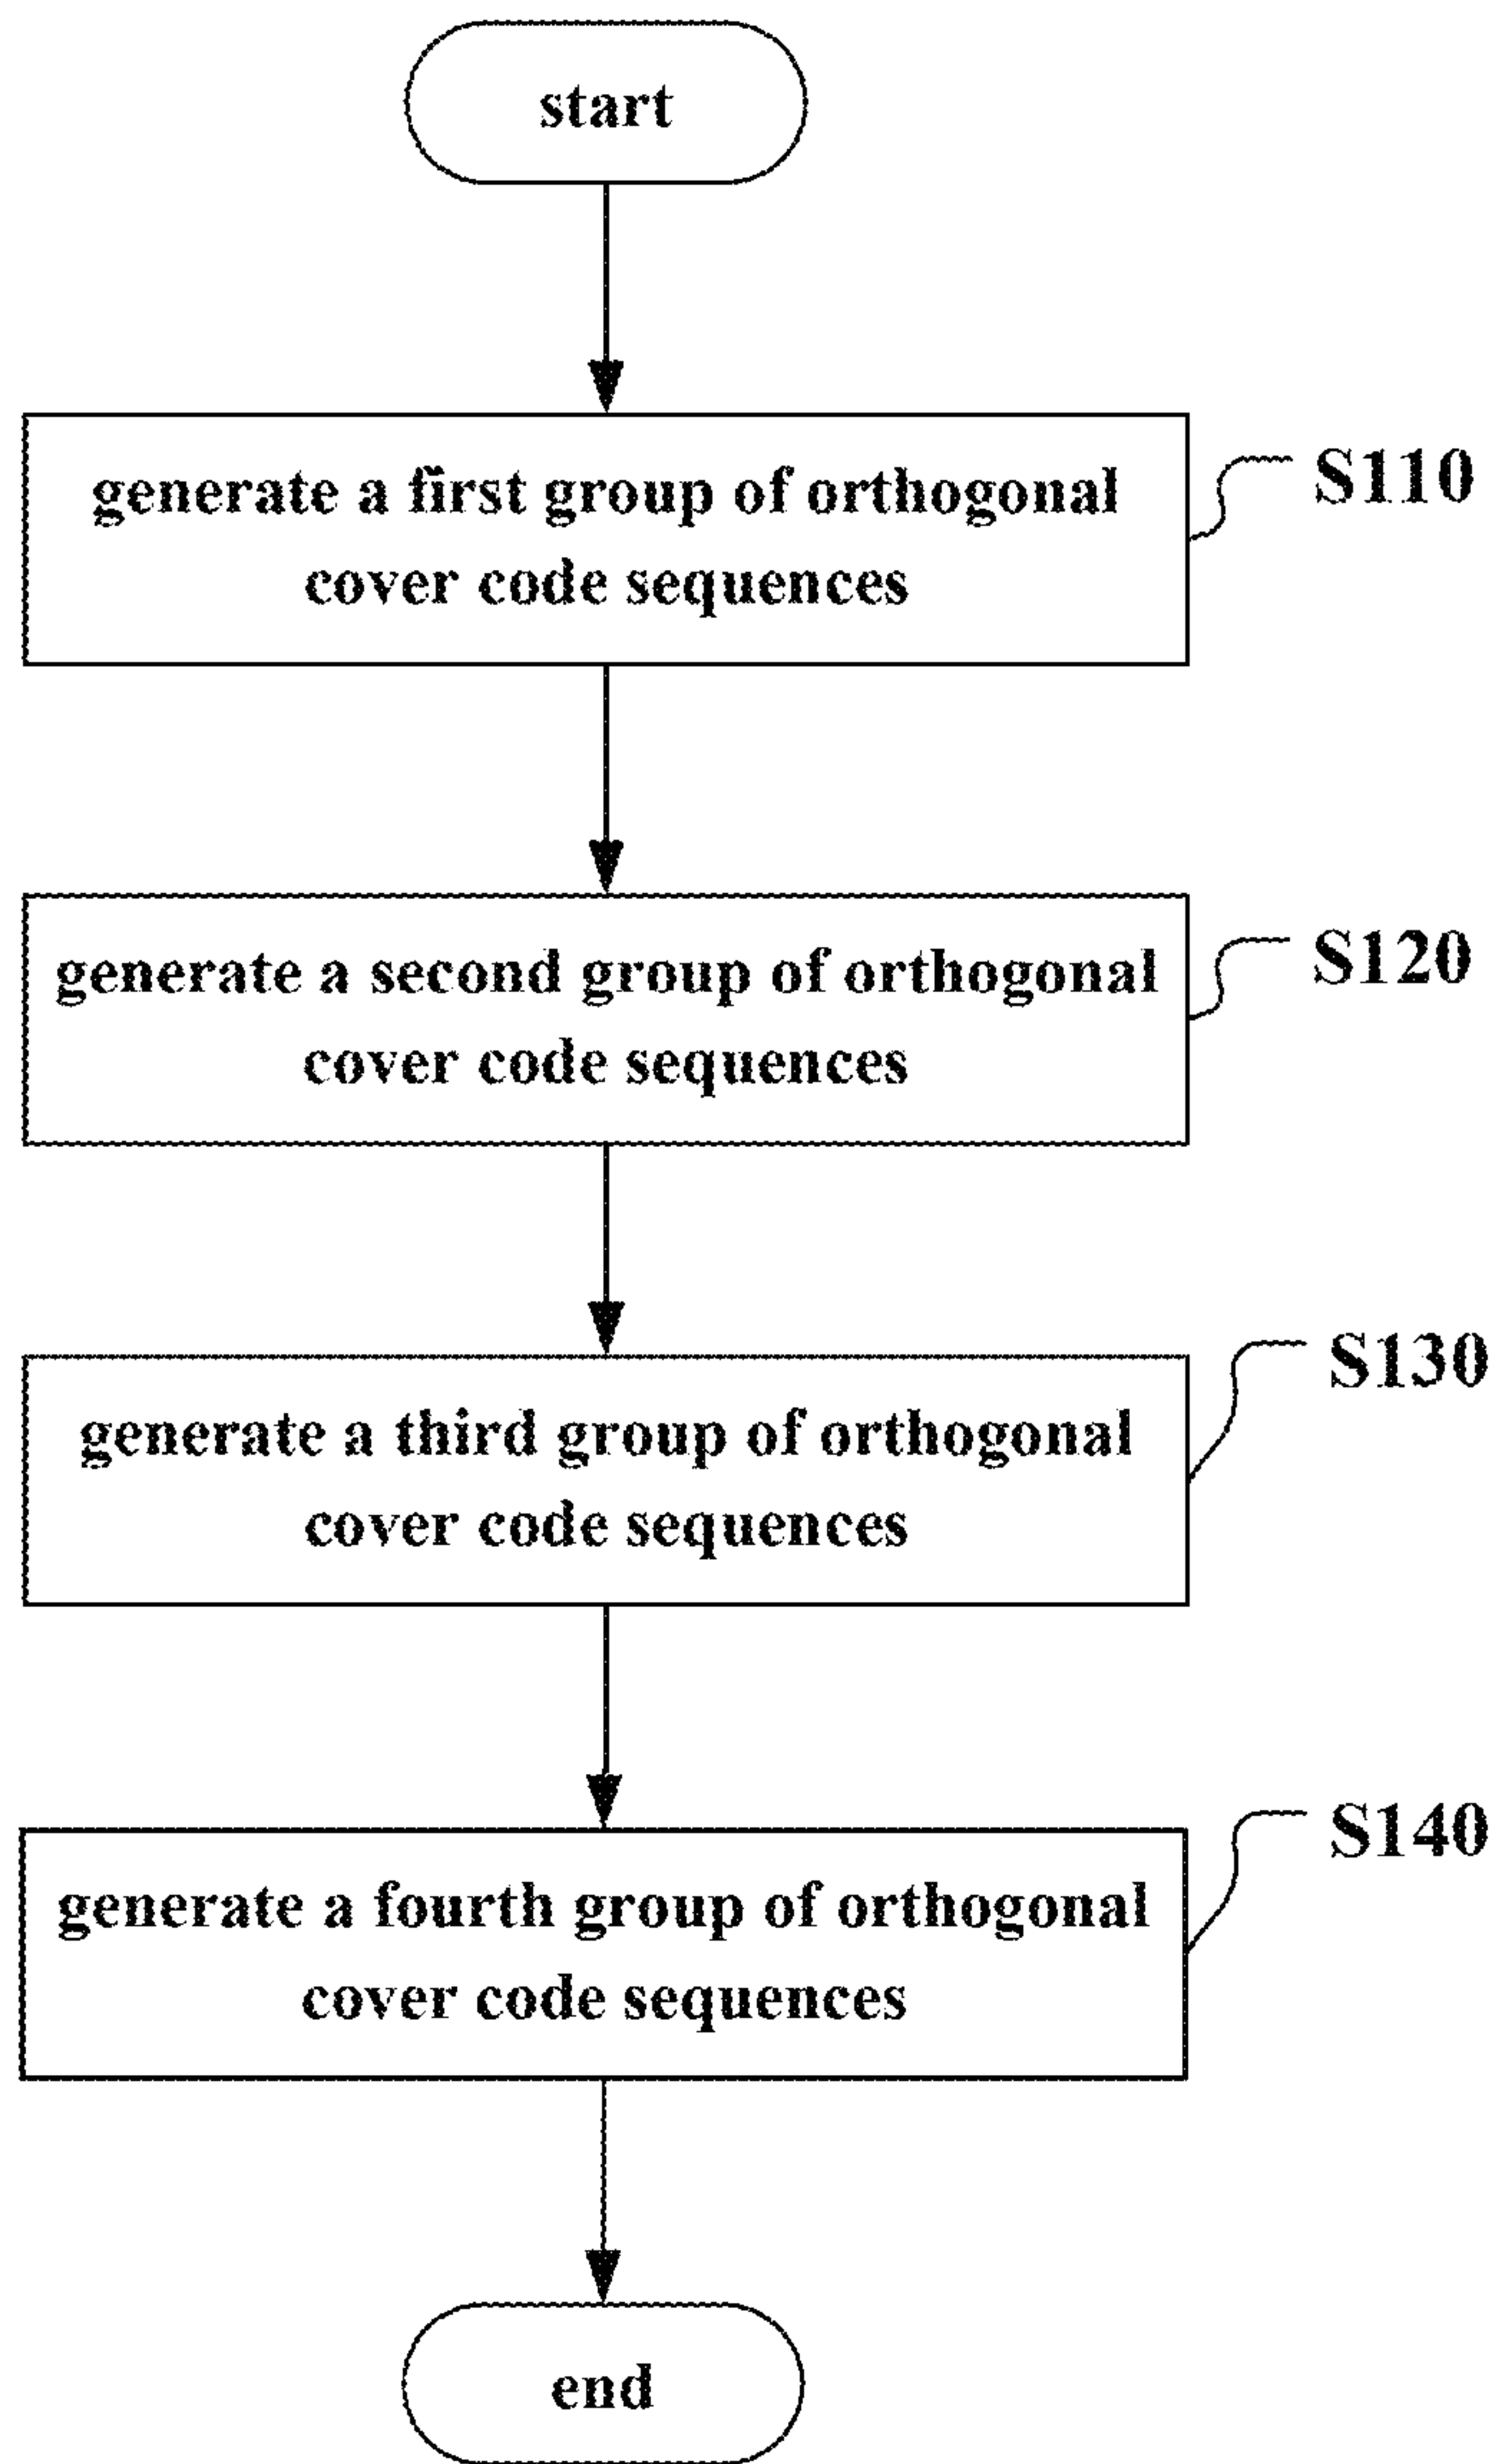 start
generate a first group of orthogonal
cover code sequences
S110
generate a second group of orthogonal
cover code sequences
S120
generate a third group of orthogonal
cover code sequences
S130
generate a fourth group of orthogonal
cover code sequences
S140
end